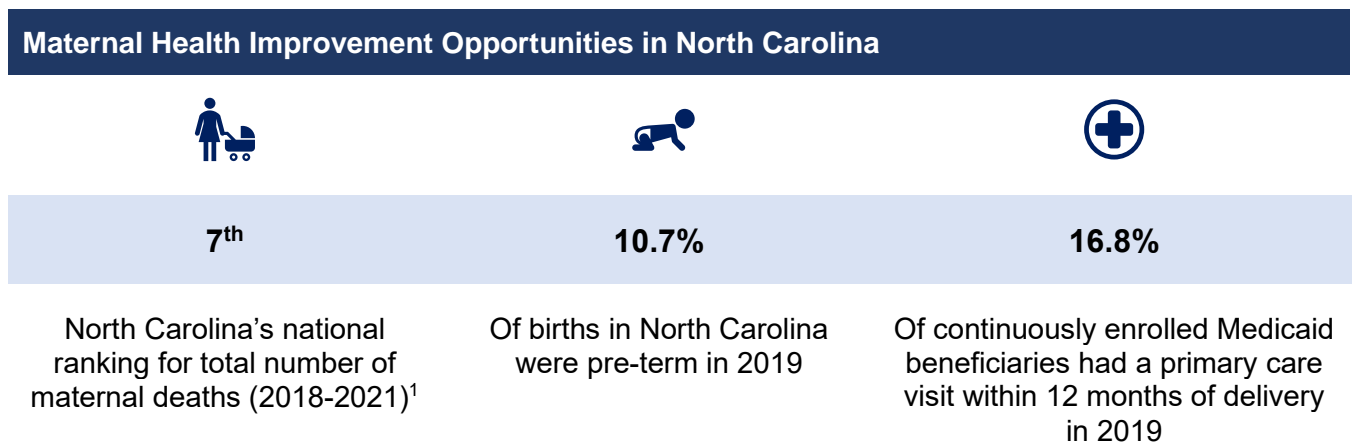 Maternal Health Improvement Opportunities in North Carolina
7th
10.7%
16.8%
North Carolina’s national
ranking for total number of
maternal deaths (2018-2021)1
Of births in North Carolina
were pre-term in 2019
Of continuously enrolled Medicaid
beneficiaries had a primary care
visit within 12 months of delivery
in 2019